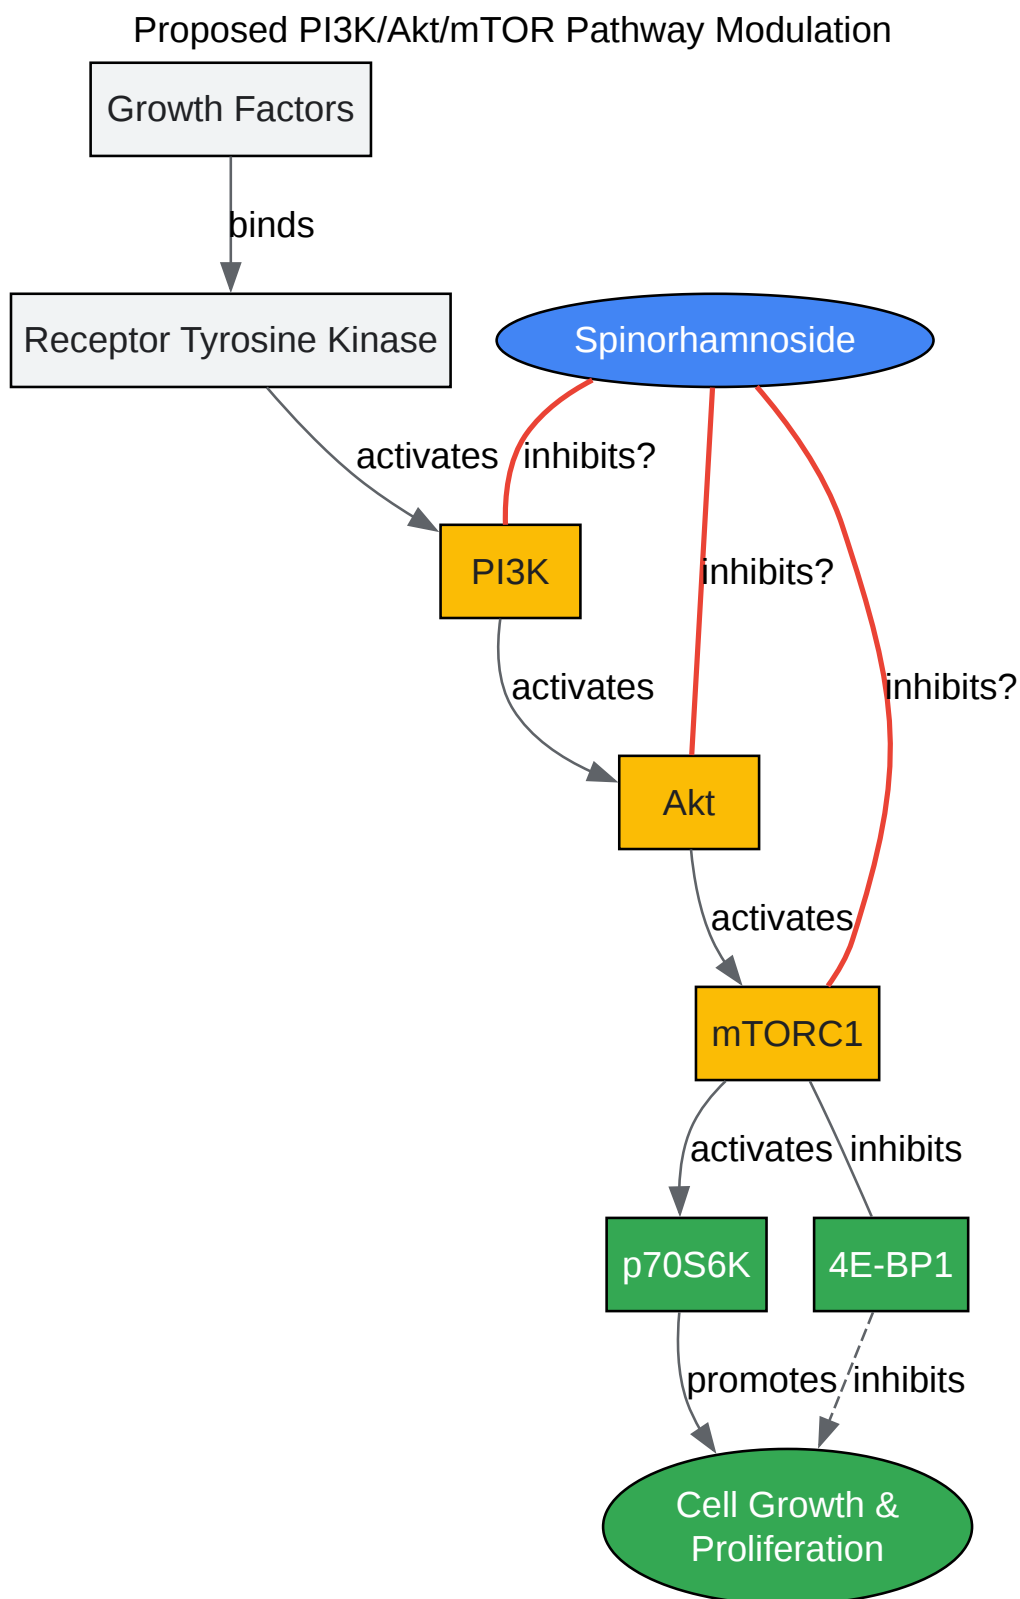 Proposed PI3K/Akt/mTOR Pathway Modulation
Growth Factors
binds
Receptor Tyrosine Kinase
Spinorhamnoside
activates
inhibits?
PI3K
inhibits?
activates
inhibits?
Akt
activates
mTORC1
activates
inhibits
p70S6K
4E-BP1
promotes
inhibits
Cell Growth &
Proliferation